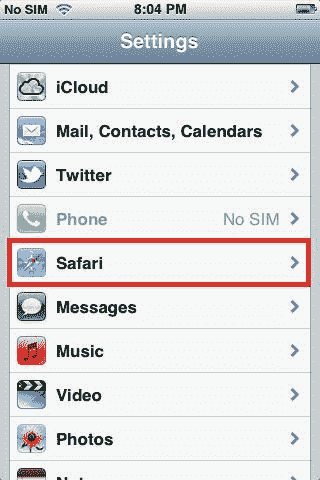 No SIM 8:04 PM
Settings
iCloud
Mail, Contacts, Calendars
Twitter
Phone No SIM
Safari
Messages
Music
Video
Photos